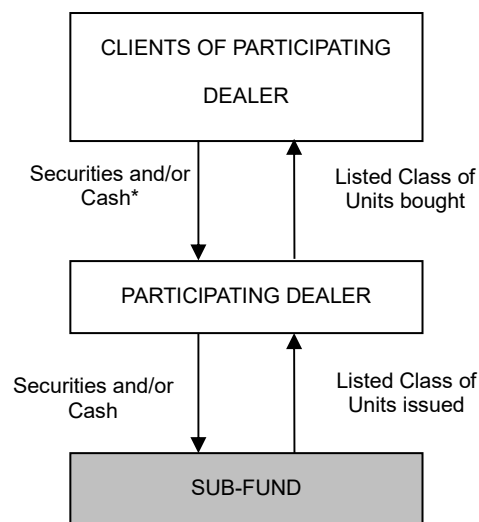 CLIENTS OF PARTICIPATING
DEALER
Securities and/or
Cash*
Listed Class of
Units bought
PARTICIPATING DEALER
Securities and/or
Cash
Listed Class of
Units issued
SUB-FUND